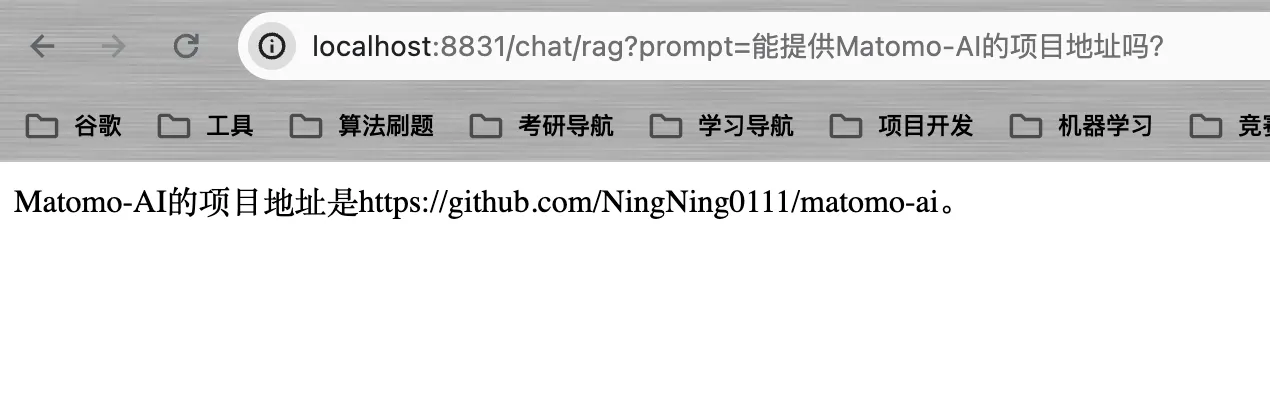 localhost:8831/chat/rag?prompt=能提供Matomo-AI的项目地址吗?
谷歌 工具 算法刷题 考研导航 学习导航 项目开发 机器学习 竞赛
Matomo-AI的项目地址是https://github.com/NingNing0111/matomo-ai。